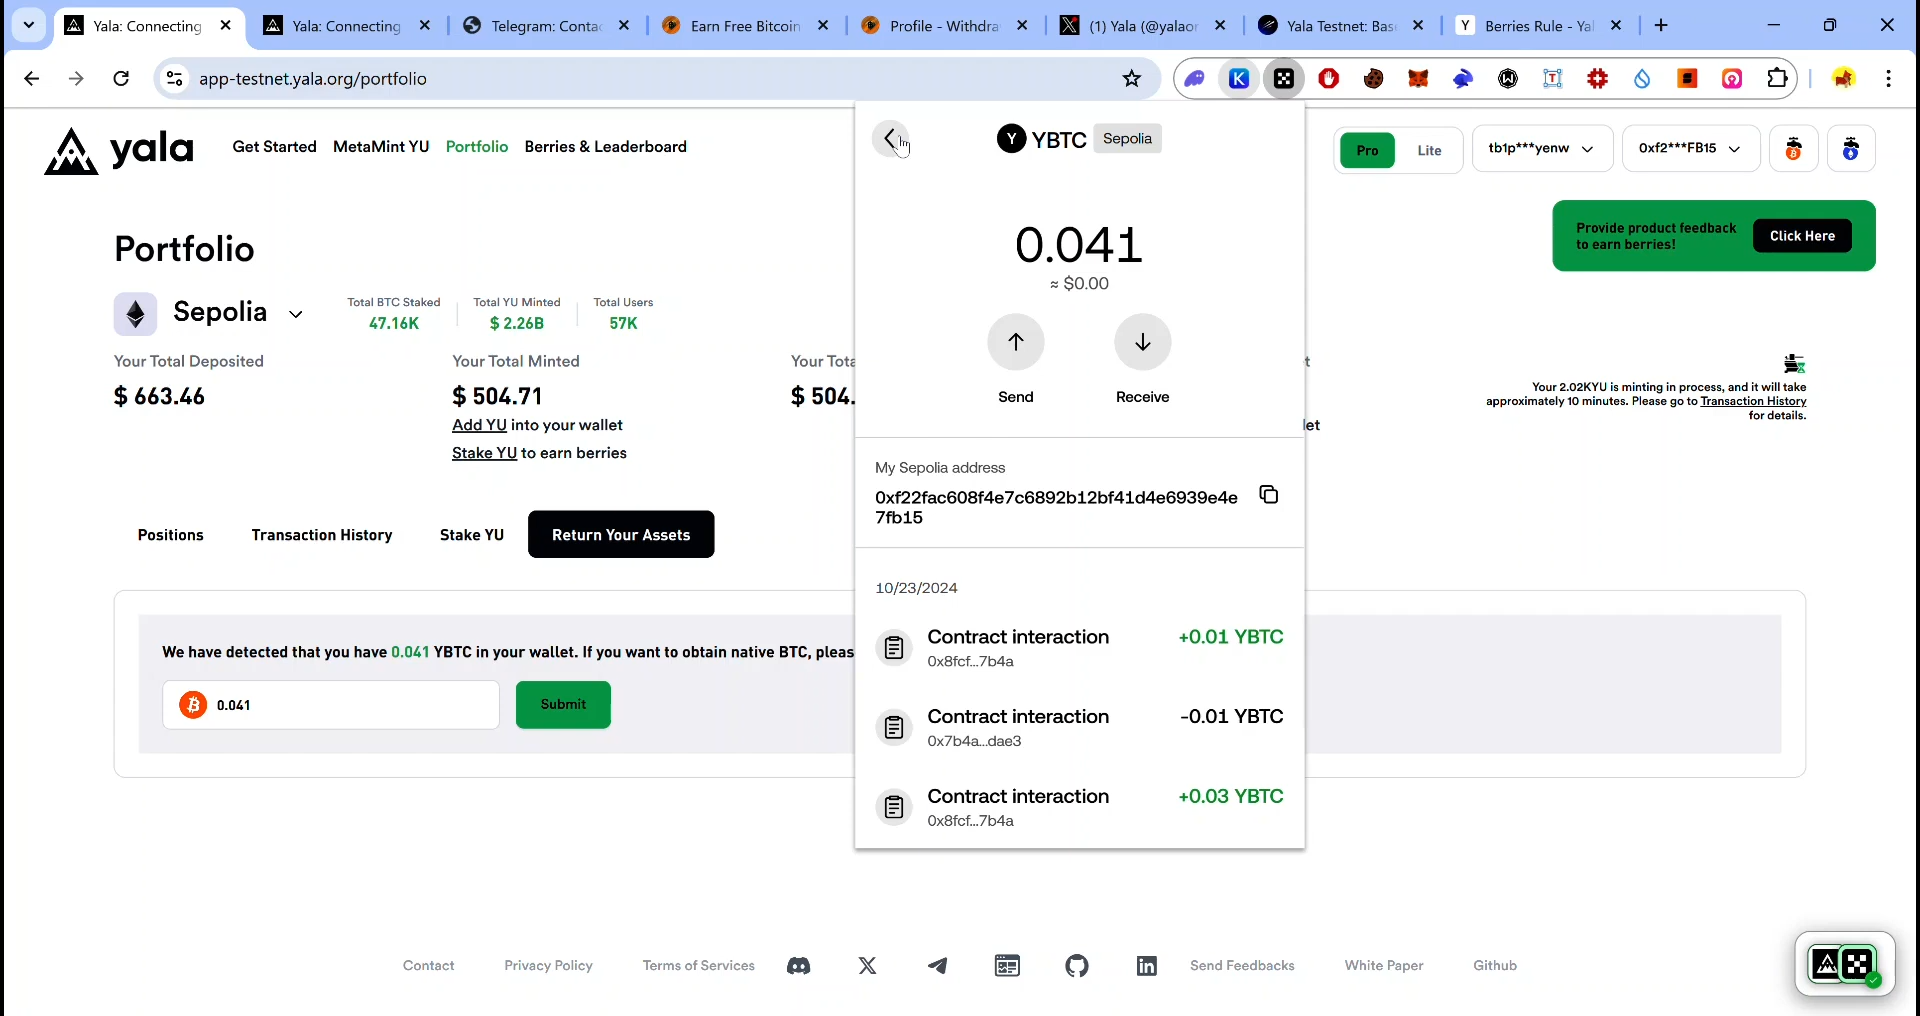 Yala: Connecting
Yala: Connecting
Telegram: Contac
Earn Free Bitcoin
Profile - Withdra
(1) Yala (@yalaor
Yala Testnet: Bas
Berries Rule - Yal
app-testnet.yala.org/portfolio
yala
Get Started
MetaMint YU
Portfolio
Berries & Leaderboard
Pro
Lite
tb1p***yenw
0xf2***FB15
Y YBTC
Sepolia
Portfolio
Provide product feedback
to earn berries!
Click Here
0.041
≈ $0.00
Sepolia
Total BTC Staked
47.16K
Total YU Minted
$ 2.26B
Total Users
57K
Your Total Deposited
$ 663.46
Your Total Minted
$ 504.71
Add YU into your wallet
Stake YU to earn berries
Your Tota
$ 504.
t
let
Send
Receive
Your 2.02KYU is minting in process, and it will take
approximately 10 minutes. Please go to Transaction History
for details.
My Sepolia address
0xf22fac608f4e7c6892b12bf41d4e6939e4e
7fb15
Positions
Transaction History
Stake YU
Return Your Assets
10/23/2024
Contract interaction
+0.01 YBTC
0x8fcf...7b4a
Contract interaction
-0.01 YBTC
0x7b4a...dae3
Contract interaction
+0.03 YBTC
0x8fcf...7b4a
We have detected that you have 0.041 YBTC in your wallet. If you want to obtain native BTC, pleas
0.041
Submit
Contact
Privacy Policy
Terms of Services
Send Feedbacks
White Paper
Github